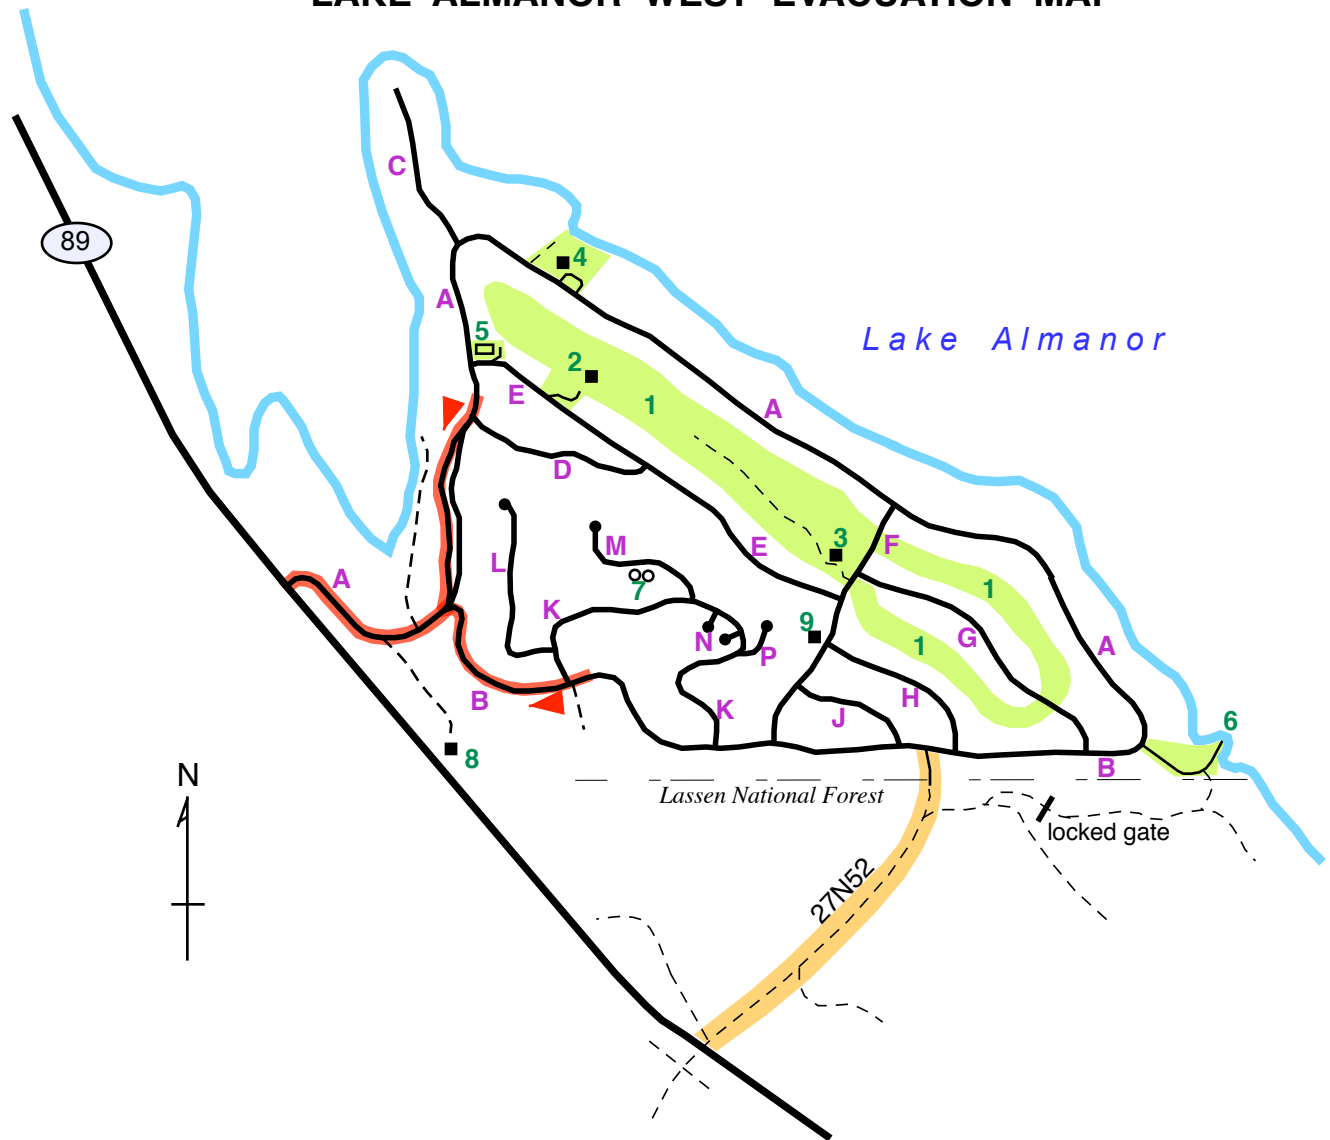 LAKE ALMANOR WEST EVACUATION MAP
C
89
4
A
5
Lake Almanor
2
E
1
A
D
E
3
F
M
L
A
7
1
K
9
N
P
G
1
A
B
H
K
J
6
8
B
N
Lassen National Forest
locked gate
27N52